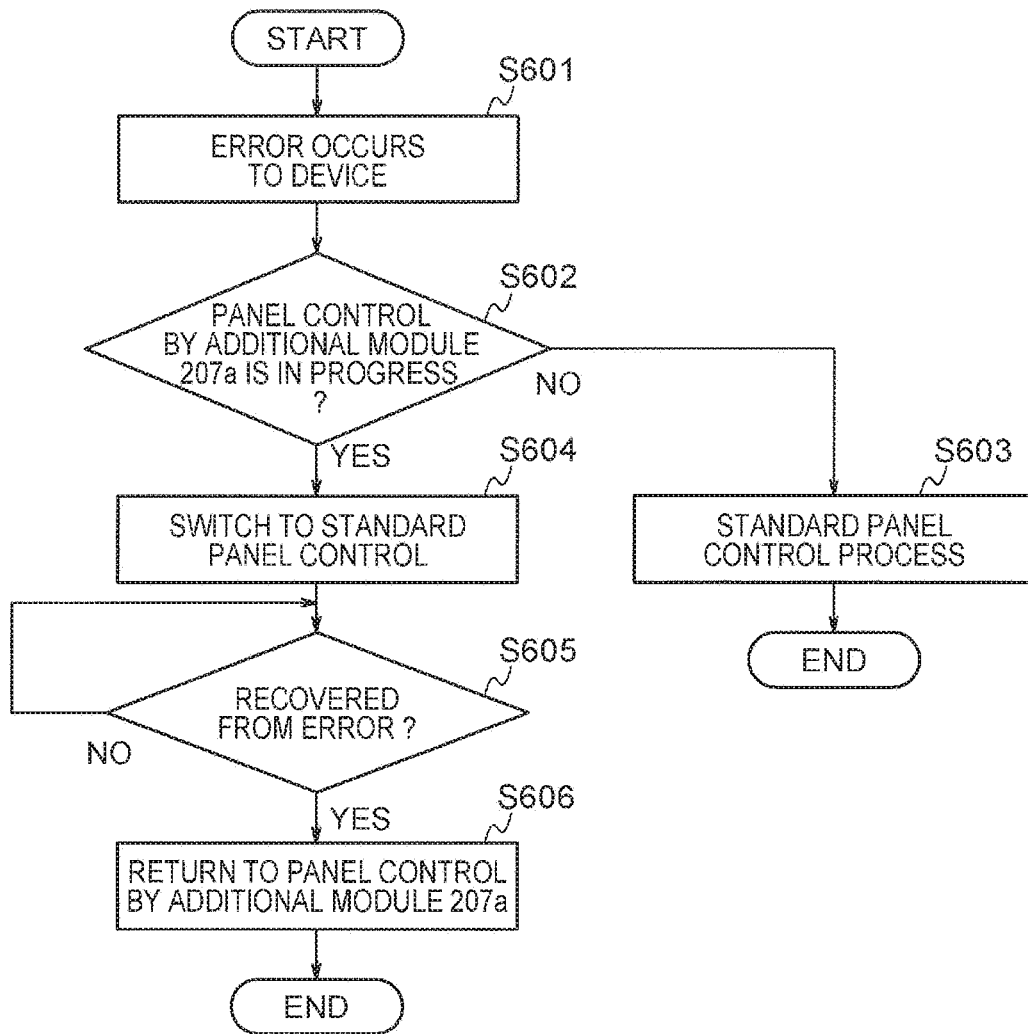 START
S601
ERROR OCCURS
TO DEVICE
S602
PANEL CONTROL
BY ADDITIONAL MODULE
207a IS IN PROGRESS
?
NO
YES
S604
SWITCH TO STANDARD
PANEL CONTROL
S603
STANDARD PANEL
CONTROL PROCESS
END
S605
RECOVERED
FROM ERROR ?
NO
YES
S606
RETURN TO PANEL CONTROL
BY ADDITIONAL MODULE 207a
END